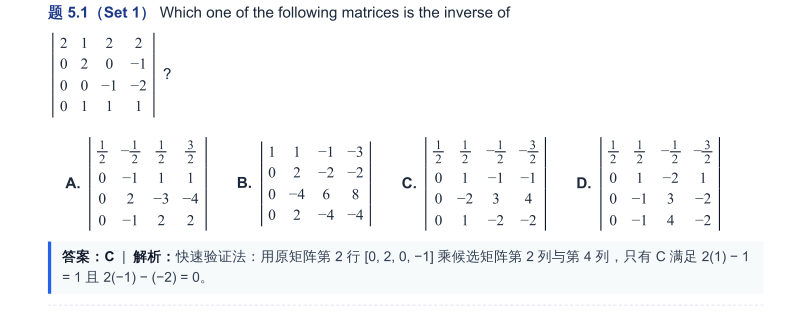 题 5.1（Set 1） Which one of the following matrices is the inverse of
2 1 2 2
0 2 0 −1
0 0 −1 −2
0 1 1 1
?
A.
1/2 −1/2 1/2 3/2
0 −1 1 1
0 2 −3 −4
0 −1 2 2
B.
1 1 −1 −3
0 2 −2 −2
0 −4 6 8
0 2 −4 −4
C.
1/2 1/2 −1/2 −3/2
0 1 −1 −1
0 −2 3 4
0 1 −2 −2
D.
1/2 1/2 −1/2 −3/2
0 1 −2 1
0 −1 3 −2
0 −1 4 −2
答案：C | 解析：快速验证法：用原矩阵第 2 行 [0, 2, 0, −1] 乘候选矩阵第 2 列与第 4 列，只有 C 满足 2(1) − 1
= 1 且 2(−1) − (−2) = 0。